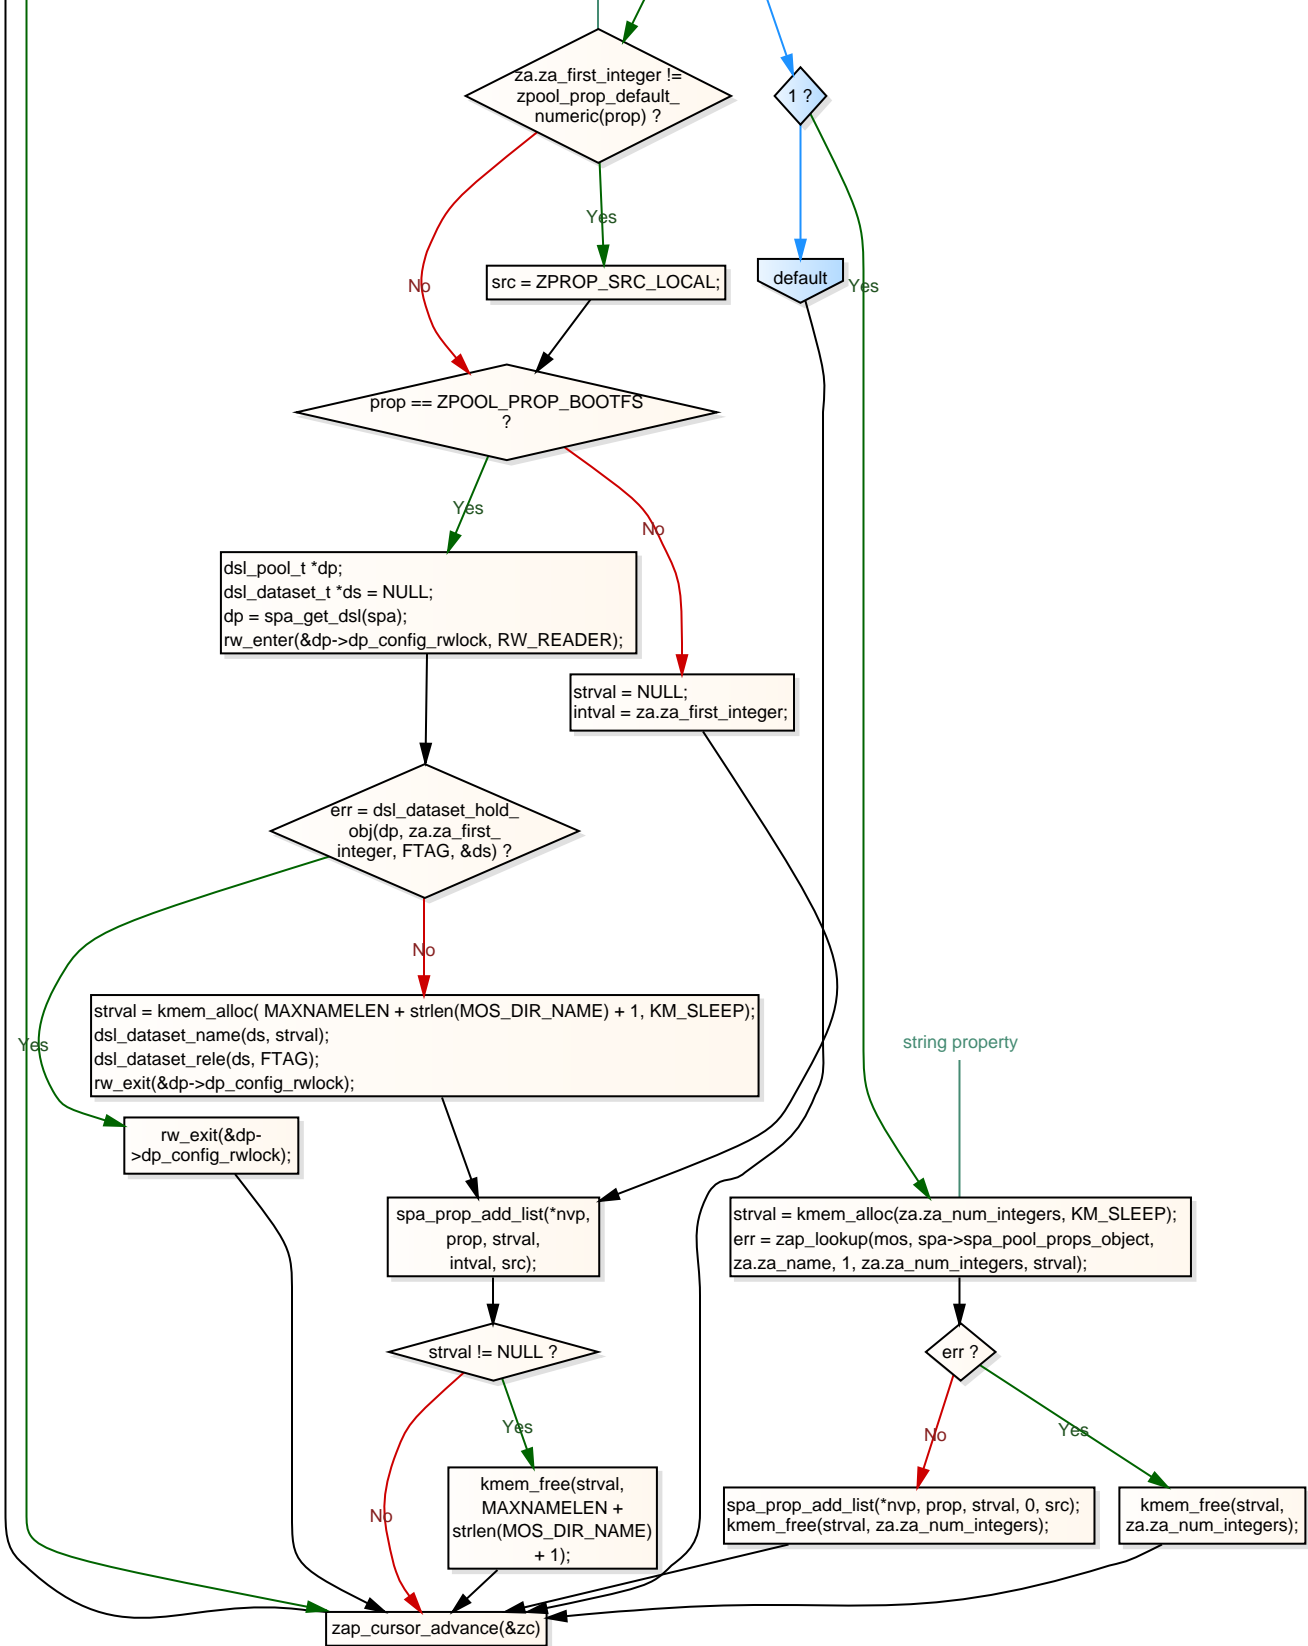 za.za_first_integer !=
zpool_prop_default_
numeric(prop) ?
1 ?
Yes
No
src = ZPROP_SRC_LOCAL;
default
Yes
prop == ZPOOL_PROP_BOOTFS
?
Yes
No
dsl_pool_t *dp;
dsl_dataset_t *ds = NULL;
dp = spa_get_dsl(spa);
rw_enter(&dp->dp_config_rwlock, RW_READER);
strval = NULL;
intval = za.za_first_integer;
err = dsl_dataset_hold_
obj(dp, za.za_first_
integer, FTAG, &ds) ?
No
strval = kmem_alloc( MAXNAMELEN + strlen(MOS_DIR_NAME) + 1, KM_SLEEP);
dsl_dataset_name(ds, strval);
dsl_dataset_rele(ds, FTAG);
rw_exit(&dp->dp_config_rwlock);
Yes
string property
rw_exit(&dp-
>dp_config_rwlock);
spa_prop_add_list(*nvp,
prop, strval,
intval, src);
strval = kmem_alloc(za.za_num_integers, KM_SLEEP);
err = zap_lookup(mos, spa->spa_pool_props_object,
za.za_name, 1, za.za_num_integers, strval);
strval != NULL ?
err ?
Yes
No
Yes
No
kmem_free(strval,
MAXNAMELEN +
strlen(MOS_DIR_NAME)
+ 1);
spa_prop_add_list(*nvp, prop, strval, 0, src);
kmem_free(strval, za.za_num_integers);
kmem_free(strval,
za.za_num_integers);
zap_cursor_advance(&zc)